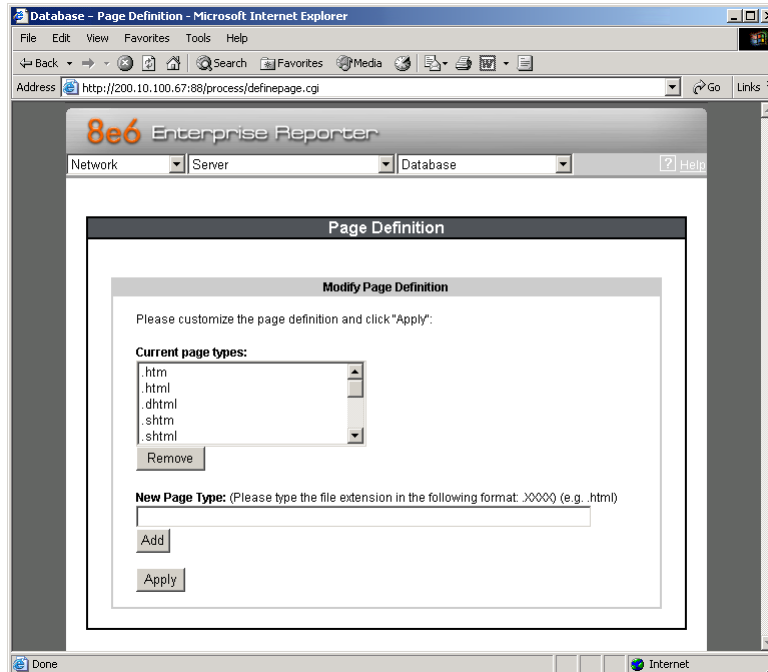 Database - Page Definition - Microsoft Internet Explorer
File Edit View Favorites Tools Help
Back Search Favorites Media
Address http://200.10.100.67:88/process/definepage.cgi Go Links
8e6 Enterprise Reporter
Network Server Database ? Help
Page Definition
Modify Page Definition
Please customize the page definition and click "Apply":
Current page types:
.htm
.html
.dhtml
.shtm
.shtml
Remove
New Page Type: (Please type the file extension in the following format: .XXXX) (e.g. .html)
Add
Apply
Done Internet